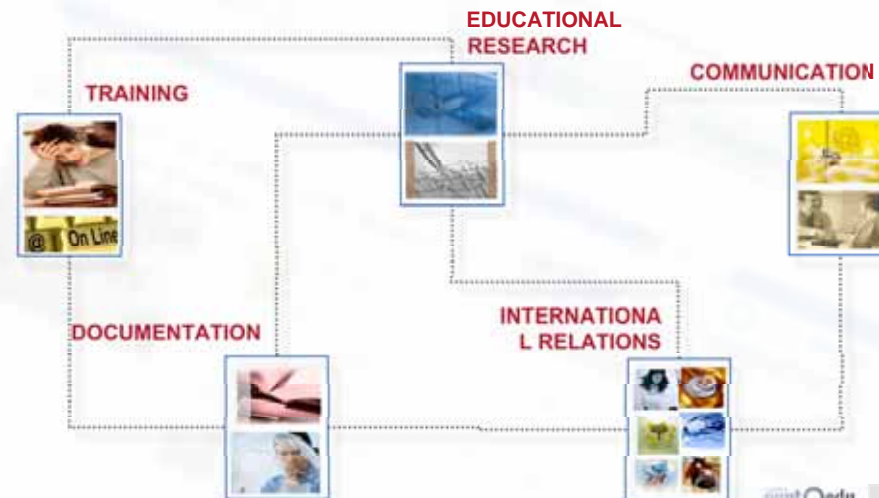 EDUCATIONAL
RESEARCH
COMMUNICATION
TRAINING
@ On Line
DOCUMENTATION
INTERNATIONA
L RELATIONS